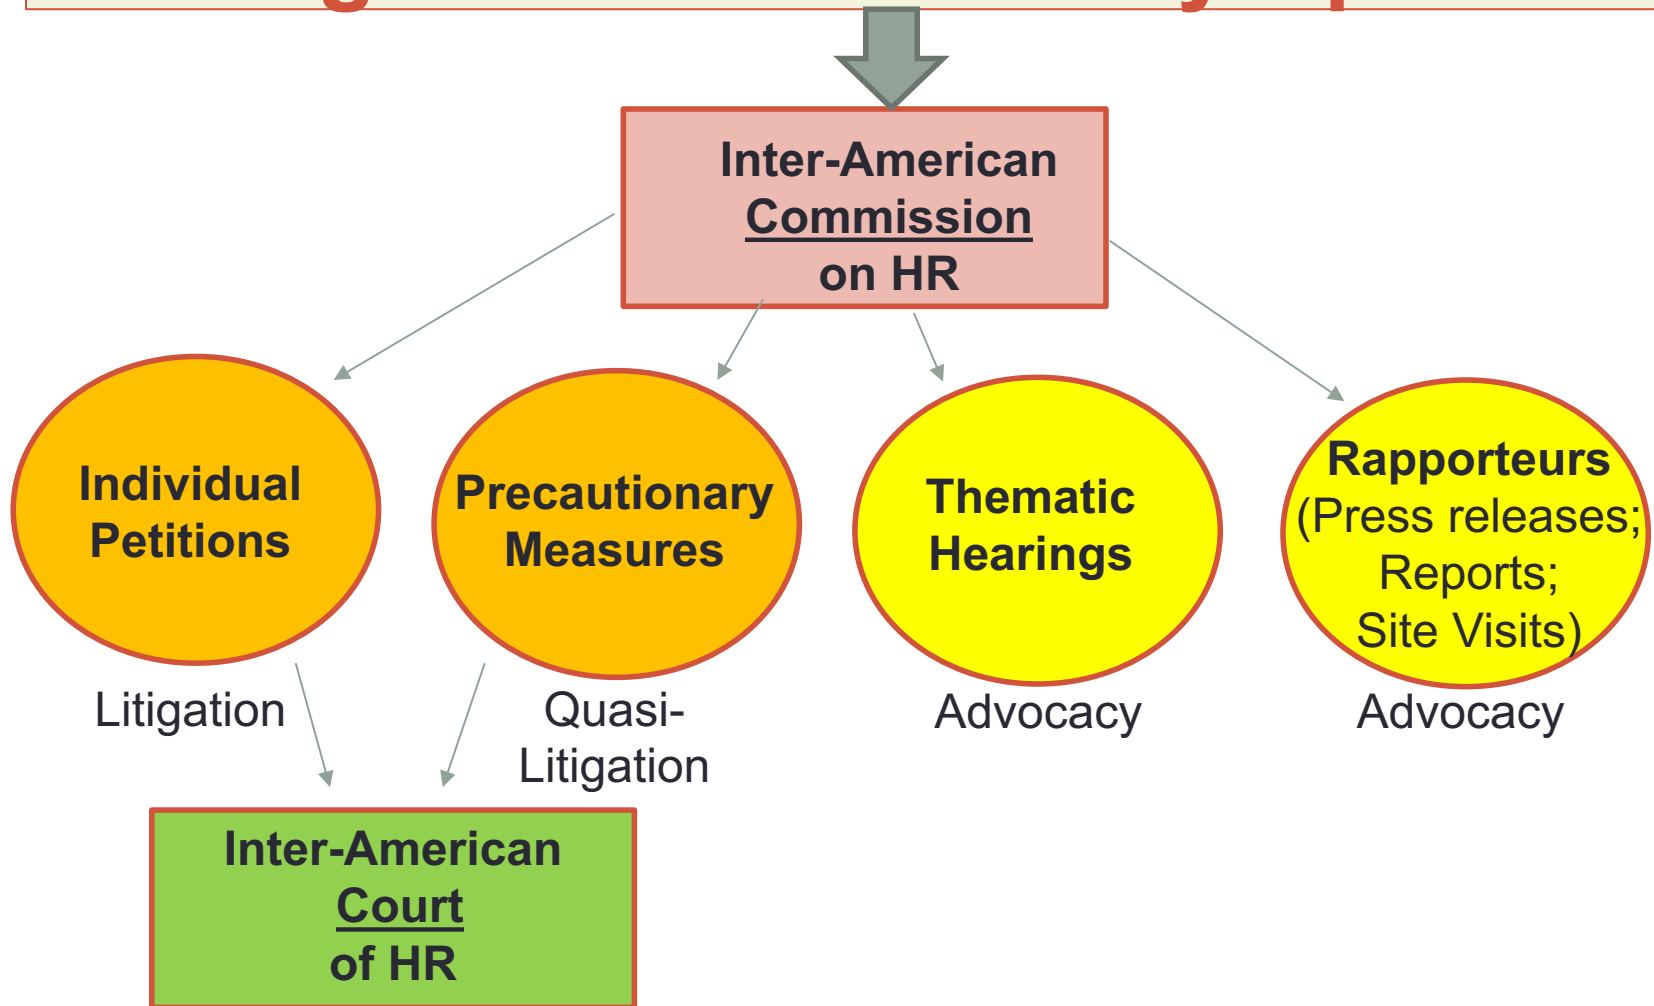 Inter-American
Commission
on HR
Individual
Petitions
Precautionary
Measures
Thematic
Hearings
Rapporteurs
(Press releases;
Reports;
Site Visits)
Litigation
Quasi-
Litigation
Advocacy
Advocacy
Inter-American
Court
of HR